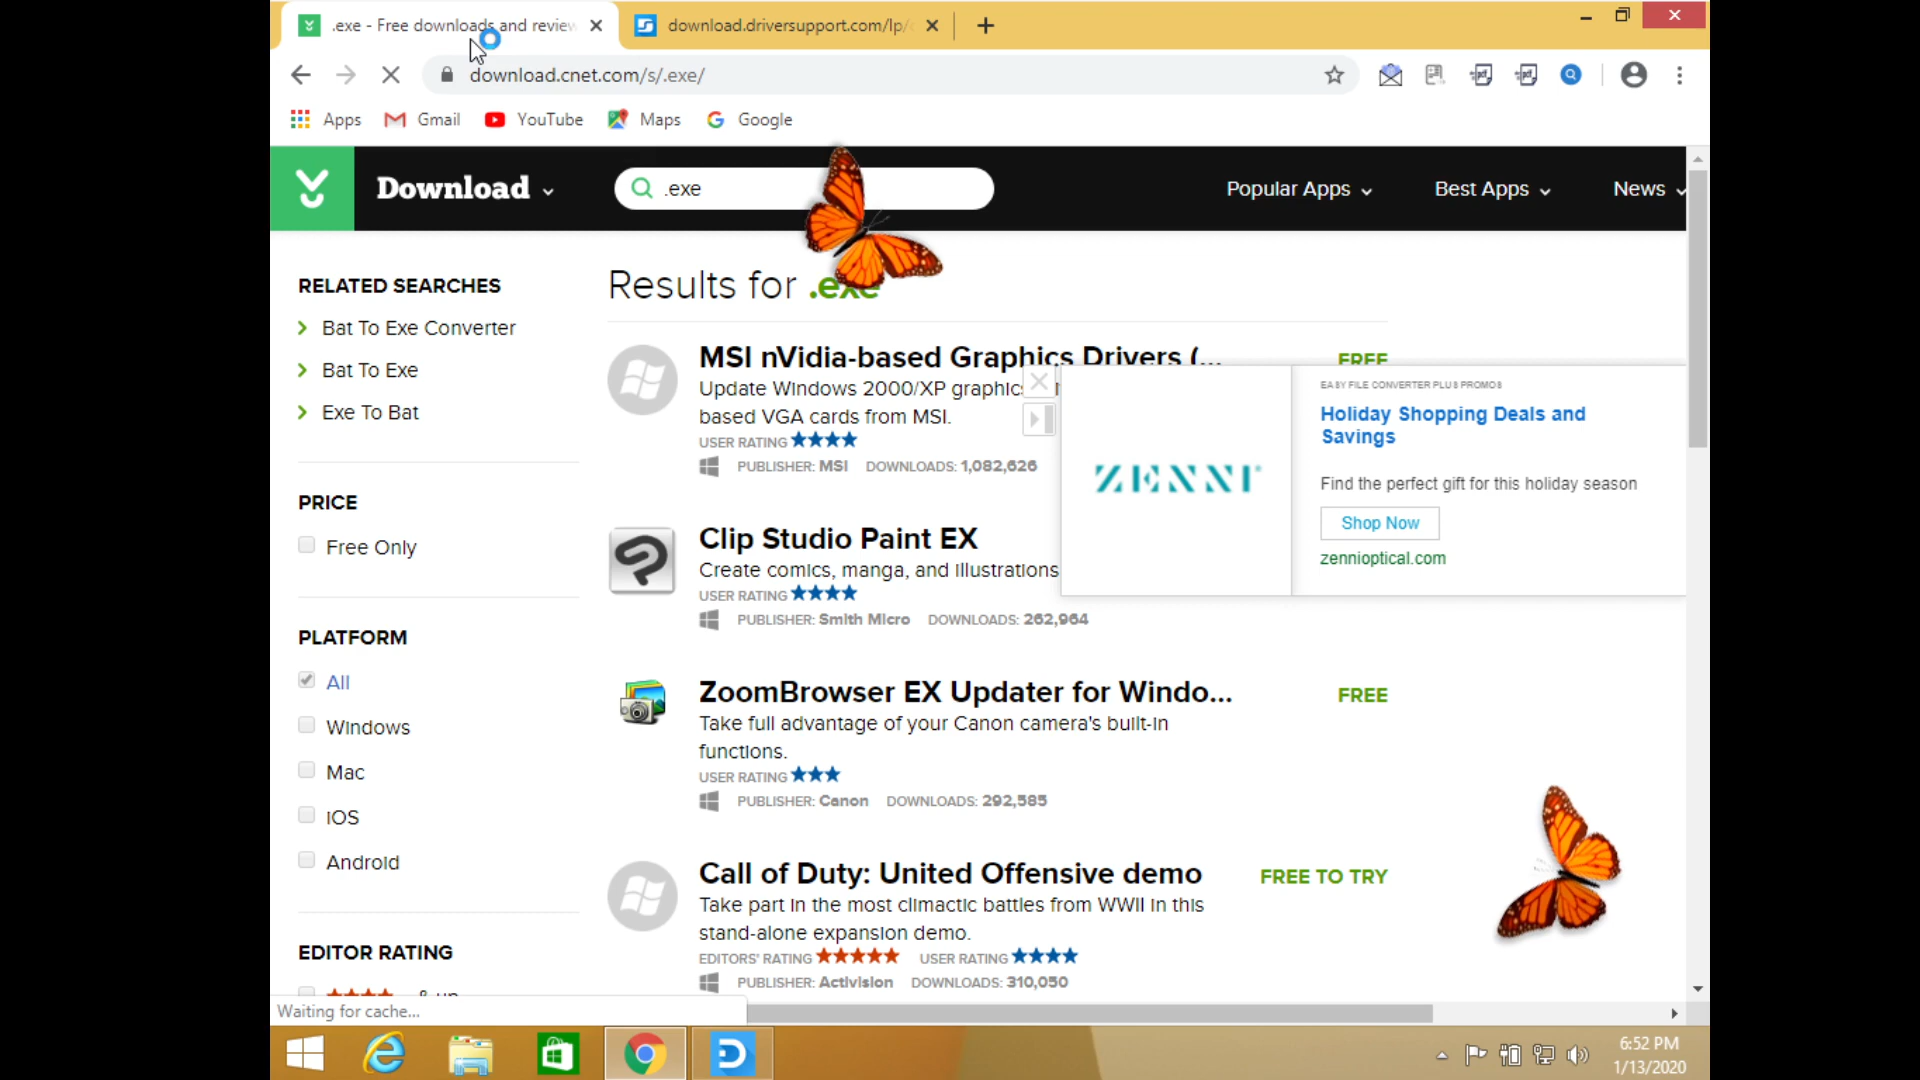 .exe - Free downloads and review
download.driversupport.com/lp/
download.cnet.com/s/.exe/
Apps
Gmail
YouTube
Maps
Google
Download
.exe
Popular Apps
Best Apps
News
RELATED SEARCHES
Bat To Exe Converter
Bat To Exe
Exe To Bat
PRICE
Free Only
PLATFORM
All
Windows
Mac
iOS
Android
EDITOR RATING
& up
Results for .exe
MSI nVidia-based Graphics Drivers (...
FREE
Update Windows 2000/XP graphics
based VGA cards from MSI.
USER RATING
PUBLISHER: MSI DOWNLOADS: 1,082,626
Clip Studio Paint EX
Create comics, manga, and illustrations
USER RATING
PUBLISHER: Smith Micro DOWNLOADS: 262,964
ZoomBrowser EX Updater for Windo...
FREE
Take full advantage of your Canon camera's built-in
functions.
USER RATING
PUBLISHER: Canon DOWNLOADS: 292,585
Call of Duty: United Offensive demo
FREE TO TRY
Take part in the most climactic battles from WWII in this
stand-alone expansion demo.
EDITORS' RATING USER RATING
PUBLISHER: Activision DOWNLOADS: 310,050
ZENNI
EASY FILE CONVERTER PLUS PROMOS
Holiday Shopping Deals and
Savings
Find the perfect gift for this holiday season
Shop Now
zennioptical.com
Waiting for cache...
6:52 PM
1/13/2020